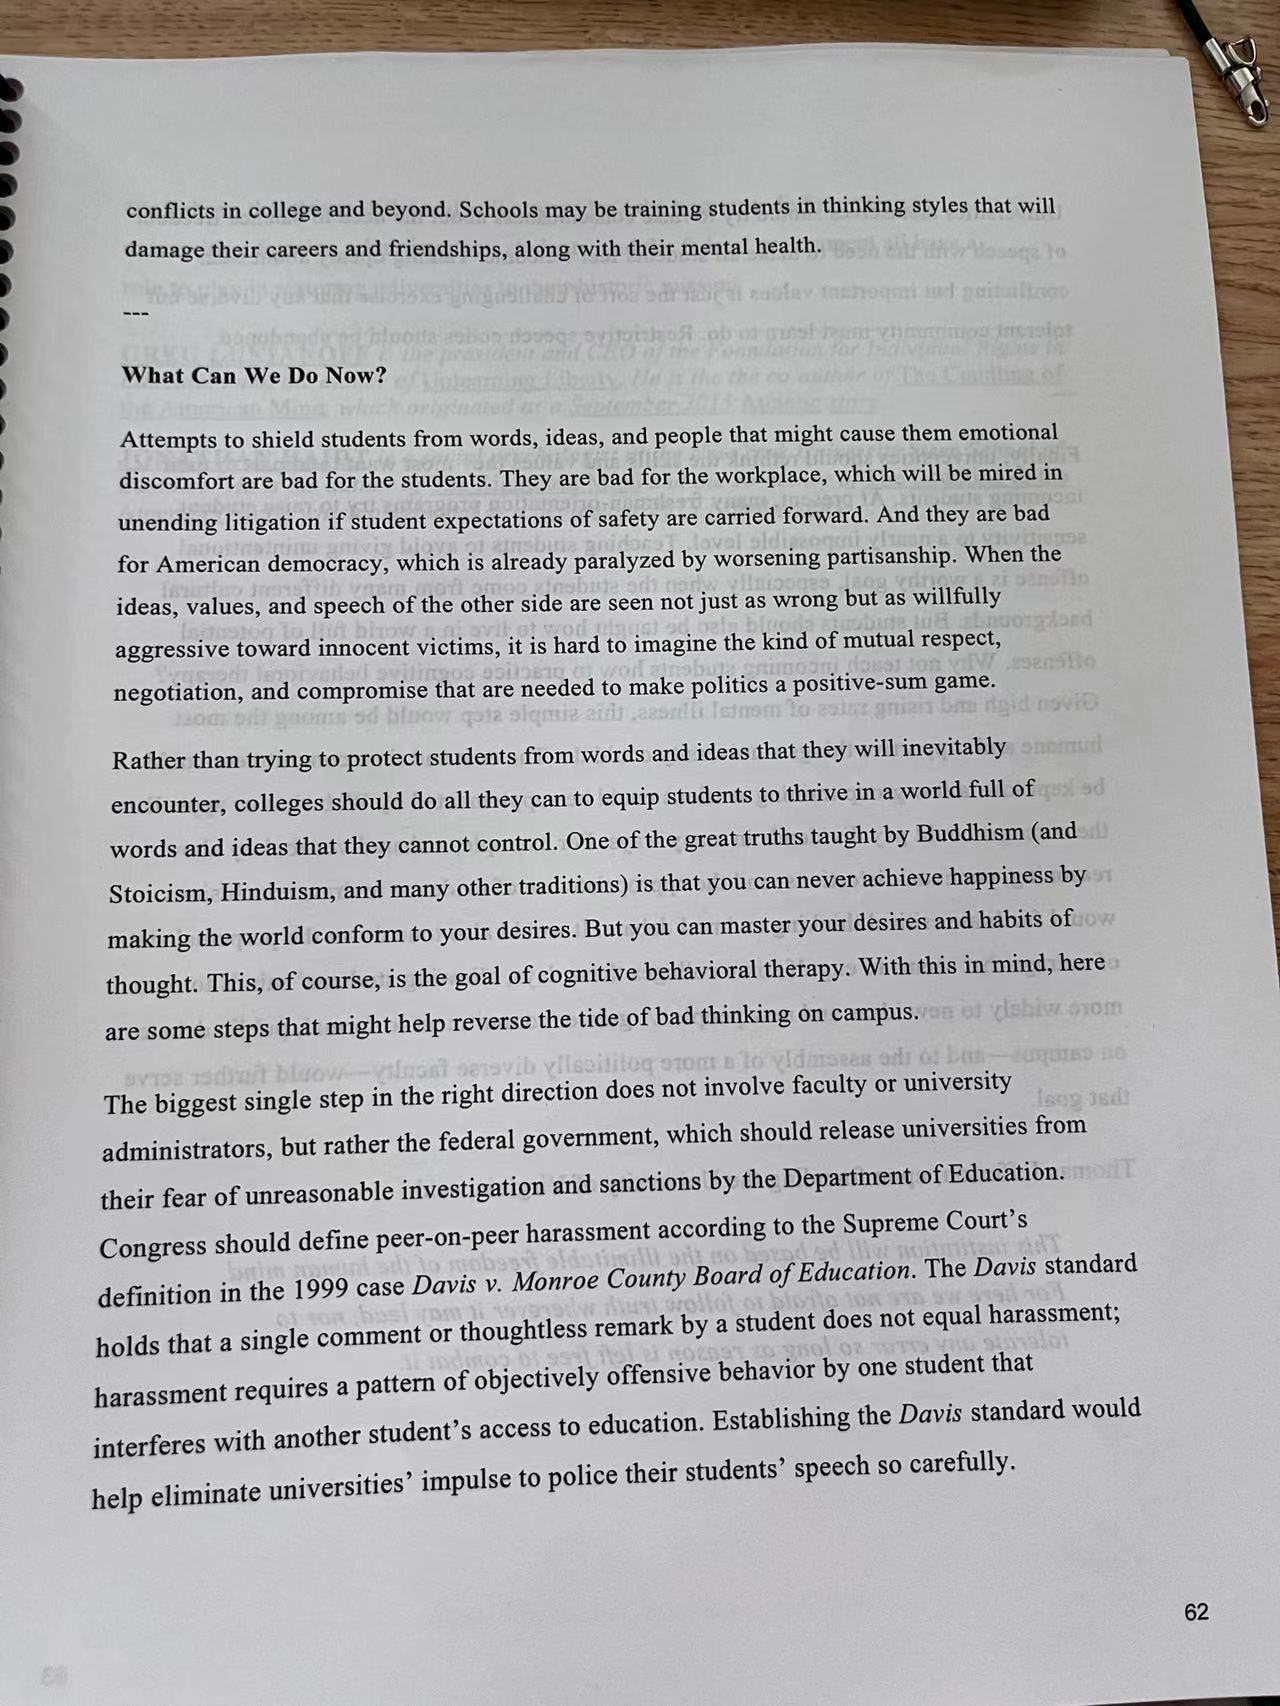 conflicts in college and beyond. Schools may be training students in thinking styles that will
damage their careers and friendships, along with their mental health.
---
What Can We Do Now?
Attempts to shield students from words, ideas, and people that might cause them emotional
discomfort are bad for the students. They are bad for the workplace, which will be mired in
unending litigation if student expectations of safety are carried forward. And they are bad
for American democracy, which is already paralyzed by worsening partisanship. When the
ideas, values, and speech of the other side are seen not just as wrong but as willfully
aggressive toward innocent victims, it is hard to imagine the kind of mutual respect,
negotiation, and compromise that are needed to make politics a positive-sum game.
Rather than trying to protect students from words and ideas that they will inevitably
encounter, colleges should do all they can to equip students to thrive in a world full of
words and ideas that they cannot control. One of the great truths taught by Buddhism (and
Stoicism, Hinduism, and many other traditions) is that you can never achieve happiness by
making the world conform to your desires. But you can master your desires and habits of
thought. This, of course, is the goal of cognitive behavioral therapy. With this in mind, here
are some steps that might help reverse the tide of bad thinking on campus.
The biggest single step in the right direction does not involve faculty or university
administrators, but rather the federal government, which should release universities from
their fear of unreasonable investigation and sanctions by the Department of Education.
Congress should define peer-on-peer harassment according to the Supreme Court’s
definition in the 1999 case Davis v. Monroe County Board of Education. The Davis standard
holds that a single comment or thoughtless remark by a student does not equal harassment;
harassment requires a pattern of objectively offensive behavior by one student that
interferes with another student’s access to education. Establishing the Davis standard would
help eliminate universities’ impulse to police their students’ speech so carefully.
62